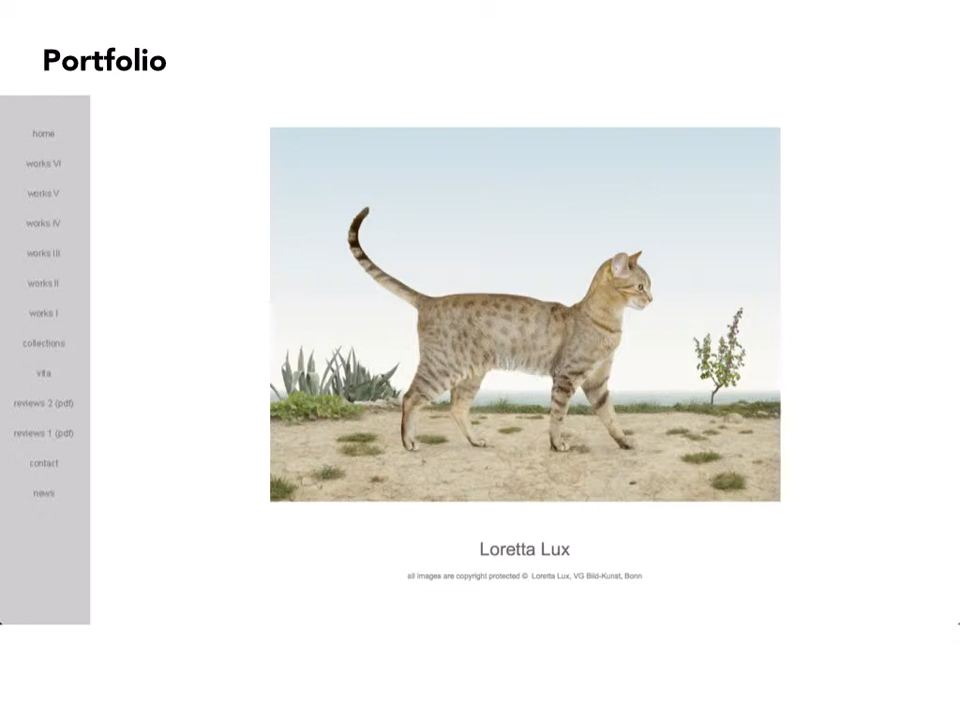 Portfolio
home
works VI
works V
works IV
works III
works II
works I
collections
vita
reviews 2 (pdf)
reviews 1 (pdf)
contact
news
Loretta Lux
all images are copyright protected © Loretta Lux, VG Bild-Kunst, Bonn